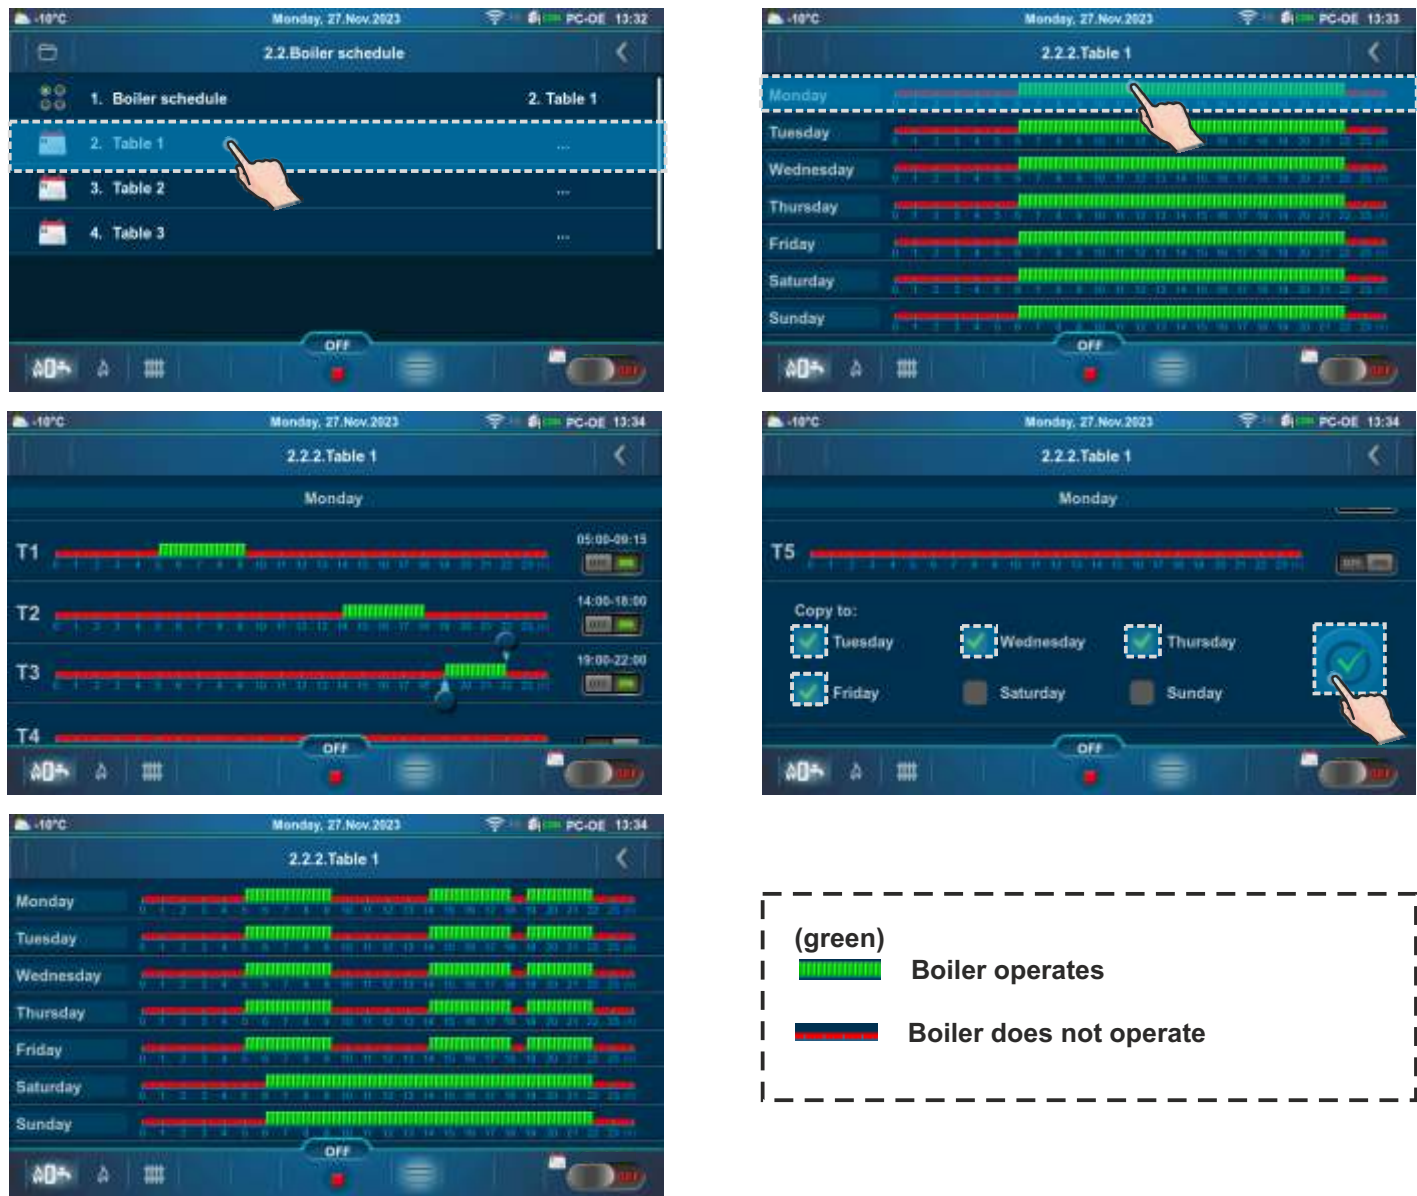 -10°C Monday, 27.Nov.2023 PC-OE 13:32
2.2.Boiler schedule
1. Boiler schedule 2. Table 1
2. Table 1 ...
3. Table 2 ...
4. Table 3 ...
OFF
OFF
-10°C Monday, 27.Nov.2023 PC-OE 13:33
2.2.2.Table 1
Monday
Tuesday
Wednesday
Thursday
Friday
Saturday
Sunday
OFF
OFF
-10°C Monday, 27.Nov.2023 PC-OE 13:34
2.2.2.Table 1
Monday
T1 05:00-09:15
T2 14:00-18:00
T3 19:00-22:00
T4
OFF
OFF
-10°C Monday, 27.Nov.2023 PC-OE 13:34
2.2.2.Table 1
Monday
T5
Copy to:
Tuesday Wednesday Thursday
Friday Saturday Sunday
OFF
OFF
-10°C Monday, 27.Nov.2023 PC-OE 13:34
2.2.2.Table 1
Monday
Tuesday
Wednesday
Thursday
Friday
Saturday
Sunday
OFF
OFF
(green)
Boiler operates
Boiler does not operate